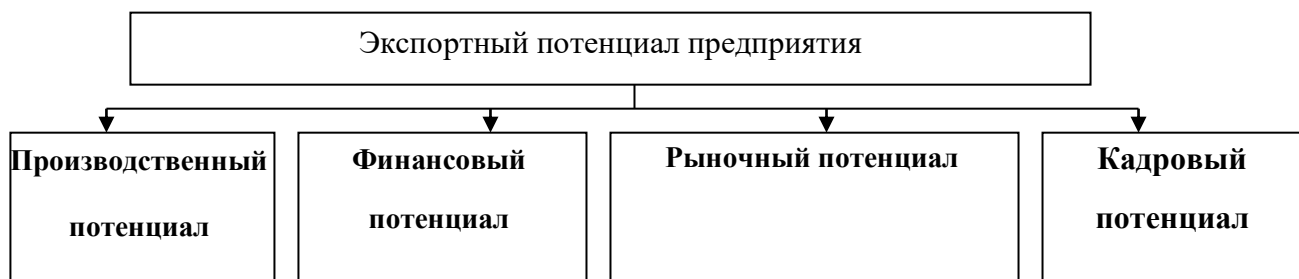 Экспортный потенциал предприятия
Производственный
потенциал
Финансовый
потенциал
Рыночный потенциал
Кадровый
потенциал